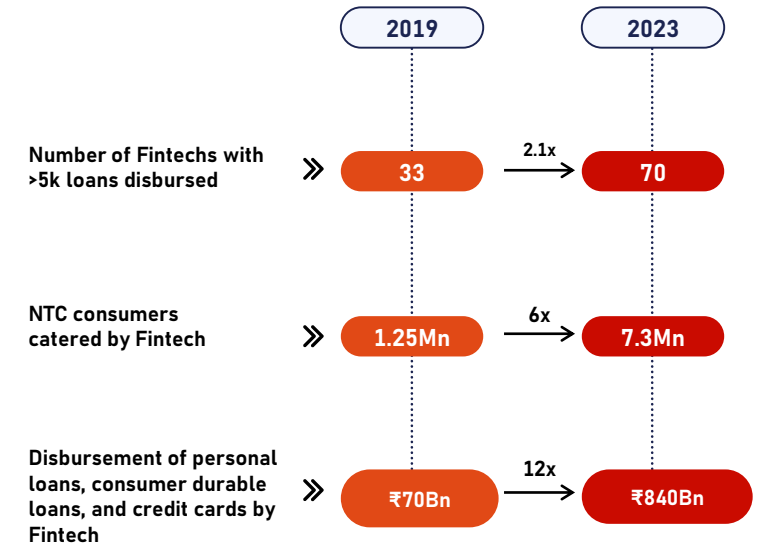 2019 2023
Number of Fintechs with
>5k loans disbursed
33 2.1x 70
NTC consumers
catered by Fintech
1.25Mn 6x 7.3Mn
Disbursement of personal
loans, consumer durable
loans, and credit cards by
Fintech
₹70Bn 12x ₹840Bn